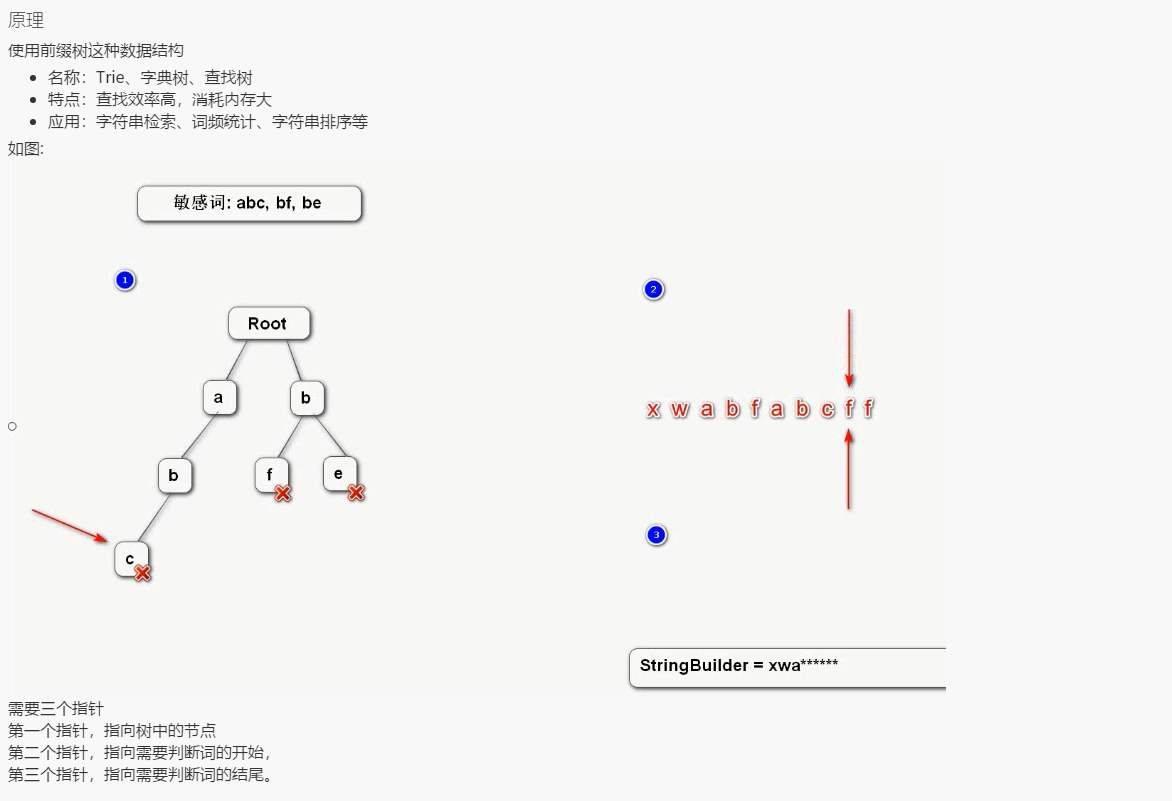 原理
使用前缀树这种数据结构
名称：Trie、字典树、查找树
特点：查找效率高，消耗内存大
应用：字符串检索、词频统计、字符串排序等
如图:
敏感词: abc, bf, be
1
2
Root
a
b
x w a b f a b c f f
b
f
e
3
c
StringBuilder = xwa******
需要三个指针
第一个指针，指向树中的节点
第二个指针，指向需要判断词的开始，
第三个指针，指向需要判断词的结尾。